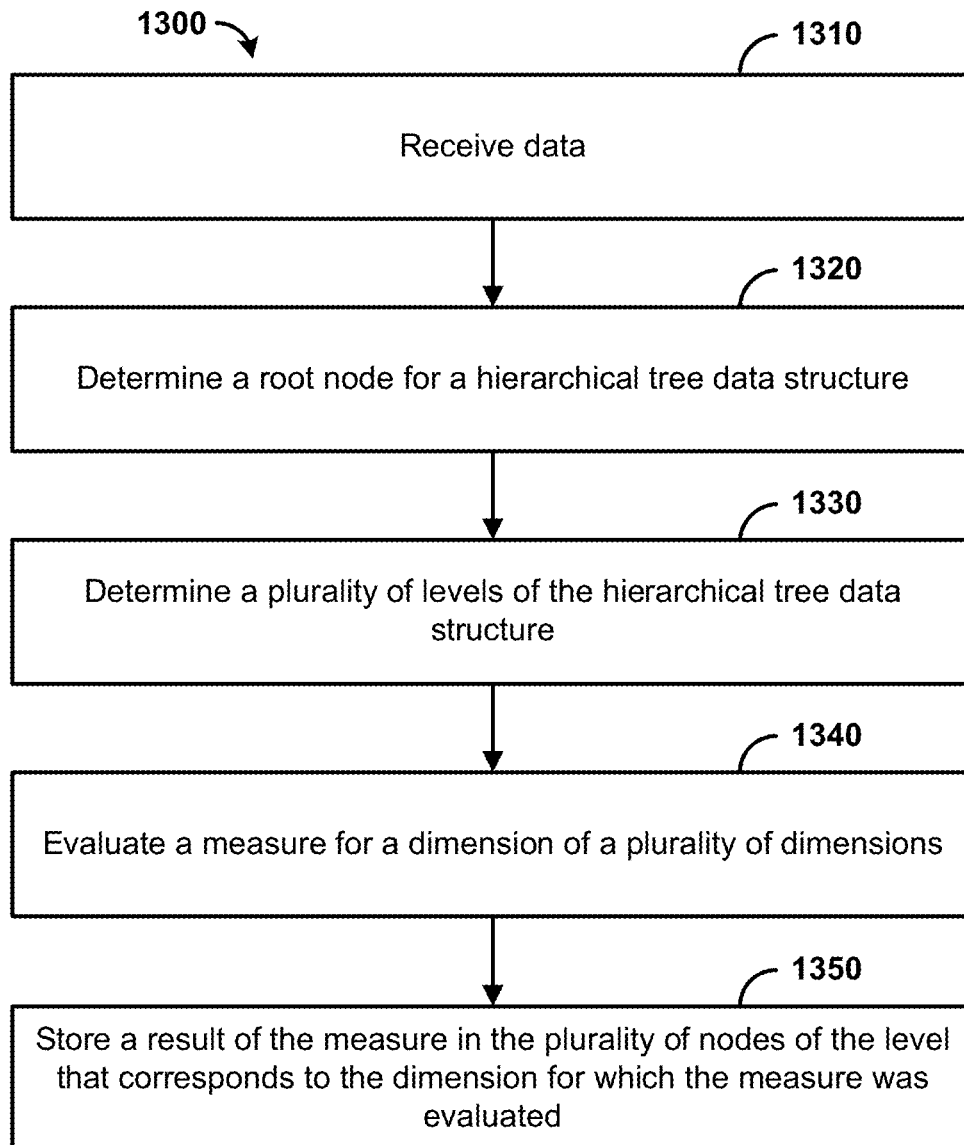 1300
1310
Receive data
1320
Determine a root node for a hierarchical tree data structure
1330
Determine a plurality of levels of the hierarchical tree data
structure
1340
Evaluate a measure for a dimension of a plurality of dimensions
1350
Store a result of the measure in the plurality of nodes of the level
that corresponds to the dimension for which the measure was
evaluated